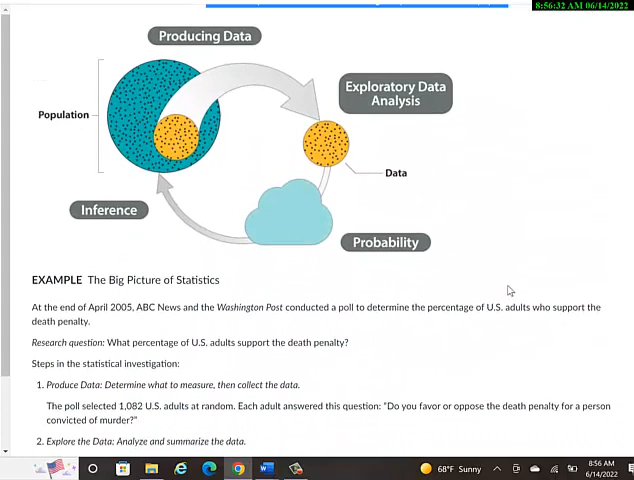 8:56:32 AM 06/14/2022
Producing Data
Exploratory Data
Analysis
Population
Data
Inference
Probability
EXAMPLE The Big Picture of Statistics
At the end of April 2005, ABC News and the Washington Post conducted a poll to determine the percentage of U.S. adults who support the
death penalty.
Research question: What percentage of U.S. adults support the death penalty?
Steps in the statistical investigation:
1. Produce Data: Determine what to measure, then collect the data.
The poll selected 1,082 U.S. adults at random. Each adult answered this question: "Do you favor or oppose the death penalty for a person
convicted of murder?"
2. Explore the Data: Analyze and summarize the data.
68°F Sunny
8:56 AM
6/14/2022